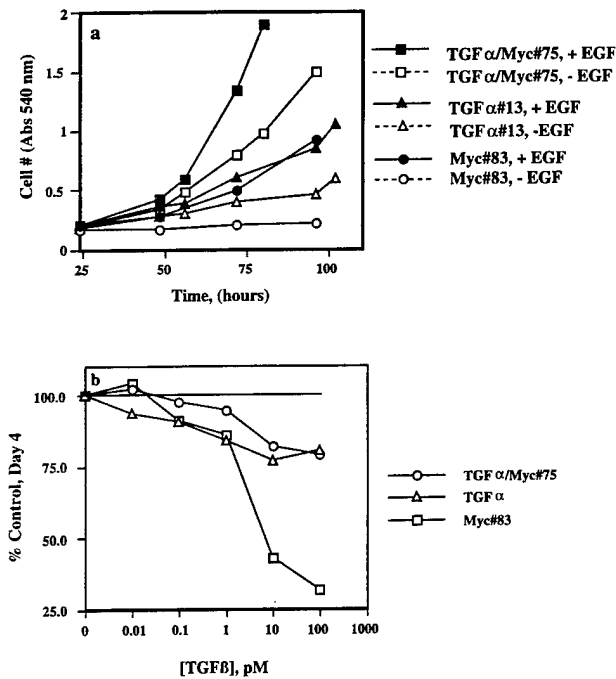 a
2
1.5
1
0.5
0
Cell # (Abs 540 nm)
25
50
75
100
Time, (hours)
TGFα/Myc#75, + EGF
TGFα/Myc#75, - EGF
TGFα#13, + EGF
TGFα#13, -EGF
Myc#83, + EGF
Myc#83, - EGF
b
100.0
75.0
50.0
25.0
% Control, Day 4
0
0.01
0.1
1
10
100
1000
[TGFß], pM
TGFα/Myc#75
TGFα
Myc#83